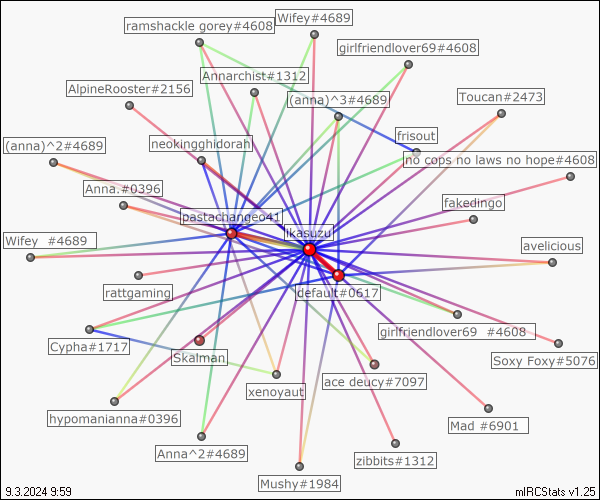 Wifey#4689
ramshackle gorey#4608
girlfriendlover69#4608
Annarchist#1312
AlpineRooster#2156
(anna)^3#4689
Toucan#2473
frisout
neokingghidorah
(anna)^2#4689
no cops no laws no hope#4608
Anna.#0396
fakedingo
pastachangeo41
lkasuzu
Wifey   #4689
avelicious
rattgaming
default#0617
girlfriendlover69   #4608
Cypha#1717
Skalman
Soxy Foxy#5076
ace deucy#7097
xenoyaut
hypomanianna#0396
Mad #6901
Anna^2#4689
zibbits#1312
Mushy#1984
9.3.2024 9:59
mIRCStats v1.25